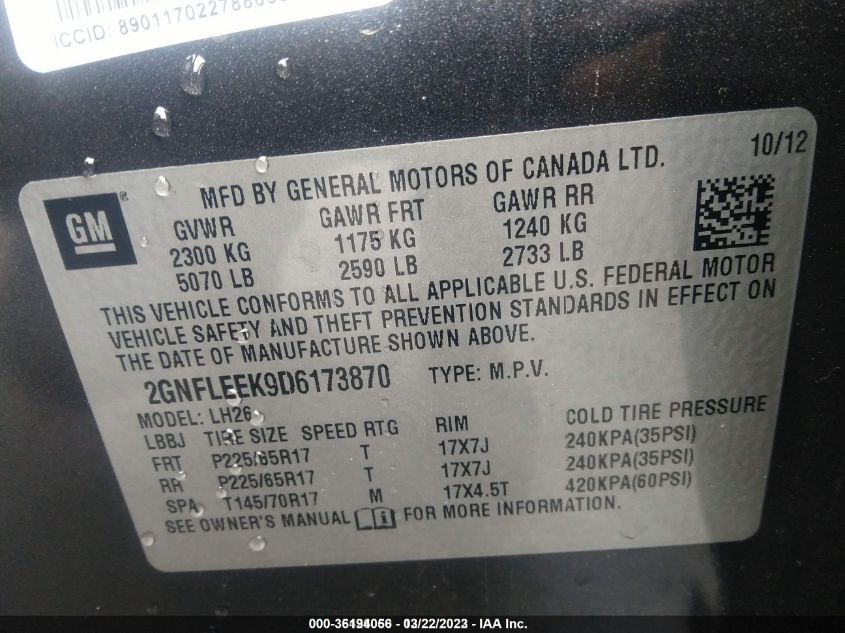 ICCID: 8901170227886
10/12
MFD BY GENERAL MOTORS OF CANADA LTD.
GM
GVWR GAWR FRT GAWR RR
2300 KG 1175 KG 1240 KG
5070 LB 2590 LB 2733 LB
THIS VEHICLE CONFORMS TO ALL APPLICABLE U.S. FEDERAL MOTOR
VEHICLE SAFETY AND THEFT PREVENTION STANDARDS IN EFFECT ON
THE DATE OF MANUFACTURE SHOWN ABOVE.
2GNFLEEK9D6173870 TYPE: M.P.V.
MODEL: LH26
LBBJ TIRE SIZE SPEED RTG RIM COLD TIRE PRESSURE
FRT P225/65R17 T 17X7J 240KPA(35PSI)
RR P225/65R17 T 17X7J 240KPA(35PSI)
SPA T145/70R17 M 17X4.5T 420KPA(60PSI)
SEE OWNER'S MANUAL FOR MORE INFORMATION.
000-36194056 - 03/22/2023 - IAA Inc.